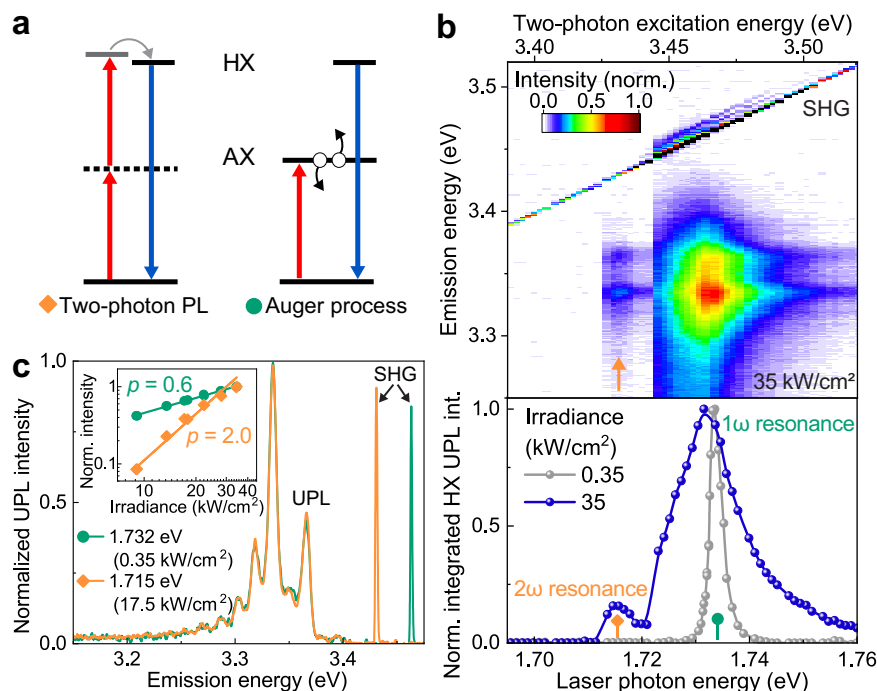 a
HX
AX
Two-photon PL
Auger process
b
Two-photon excitation energy (eV)
3.40
3.45
3.50
Emission energy (eV)
3.5
3.4
3.3
Intensity (norm.)
0.0
0.5
1.0
SHG
35 kW/cm²
c
Normalized UPL intensity
1.0
0.5
0.0
Norm. intensity
1
0.1
p = 0.6
p = 2.0
10
20
30
40
Irradiance (kW/cm²)
SHG
UPL
1.732 eV
(0.35 kW/cm²)
1.715 eV
(17.5 kW/cm²)
3.2
3.3
3.4
Emission energy (eV)
Norm. integrated HX UPL int.
1.0
0.5
0.0
Irradiance
(kW/cm²)
0.35
35
1ω resonance
2ω resonance
1.70
1.72
1.74
1.76
Laser photon energy (eV)